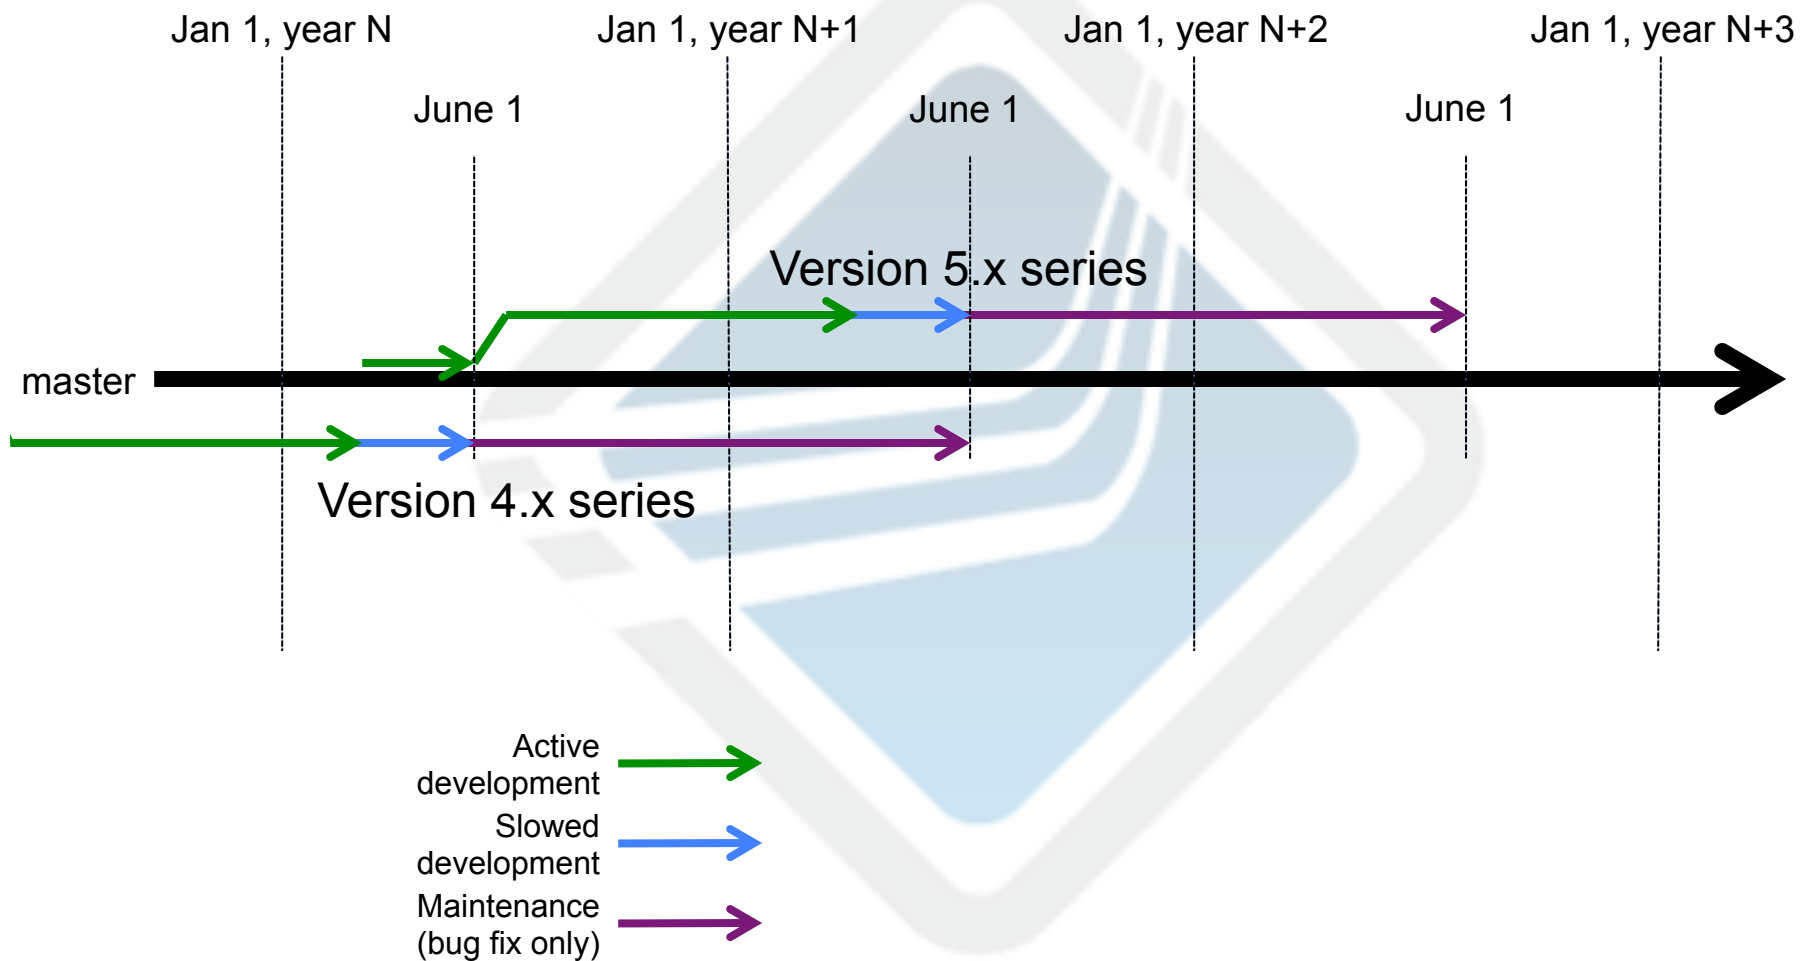 Jan 1, year N
Jan 1, year N+1
Jan 1, year N+2
Jan 1, year N+3
June 1
June 1
June 1
Version 5.x series
master
Version 4.x series
Active
development
Slowed
development
Maintenance
(bug fix only)